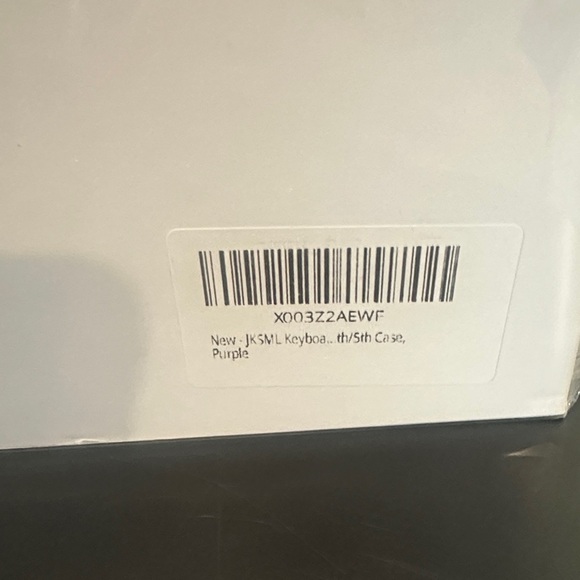 X003Z2AEWF
New - JKSML Keyboa... th/5th Case,
Purple